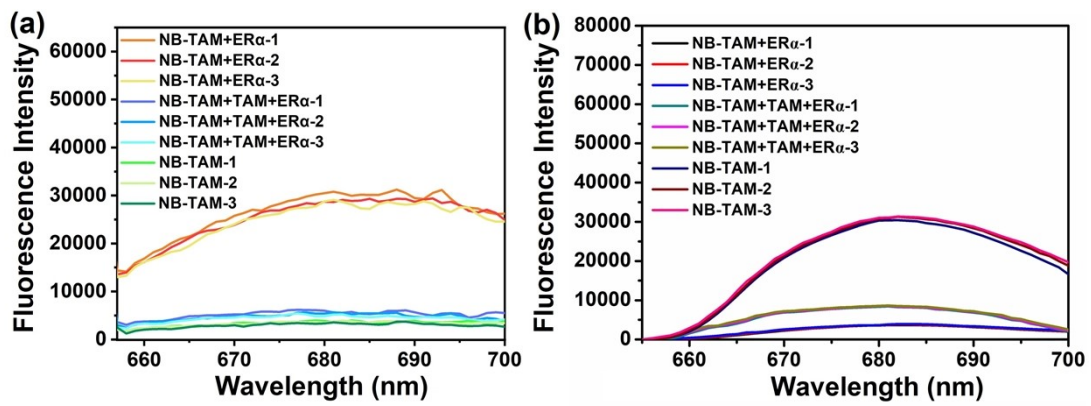 (a)
Fluorescence Intensity
60000
50000
40000
30000
20000
10000
0
NB-TAM+ERα-1
NB-TAM+ERα-2
NB-TAM+ERα-3
NB-TAM+TAM+ERα-1
NB-TAM+TAM+ERα-2
NB-TAM+TAM+ERα-3
NB-TAM-1
NB-TAM-2
NB-TAM-3
660 670 680 690 700
Wavelength (nm)
(b)
Fluorescence Intensity
80000
70000
60000
50000
40000
30000
20000
10000
0
NB-TAM+ERα-1
NB-TAM+ERα-2
NB-TAM+ERα-3
NB-TAM+TAM+ERα-1
NB-TAM+TAM+ERα-2
NB-TAM+TAM+ERα-3
NB-TAM-1
NB-TAM-2
NB-TAM-3
660 670 680 690 700
Wavelength (nm)